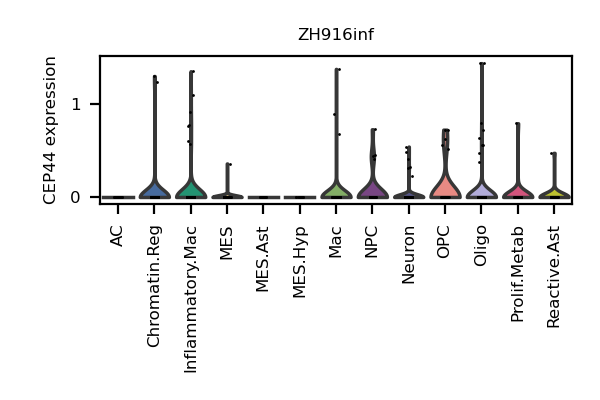 ZH916inf
CEP44 expression
1
0
AC
Chromatin.Reg
Inflammatory.Mac
MES
MES.Ast
MES.Hyp
Mac
NPC
Neuron
OPC
Oligo
Prolif.Metab
Reactive.Ast